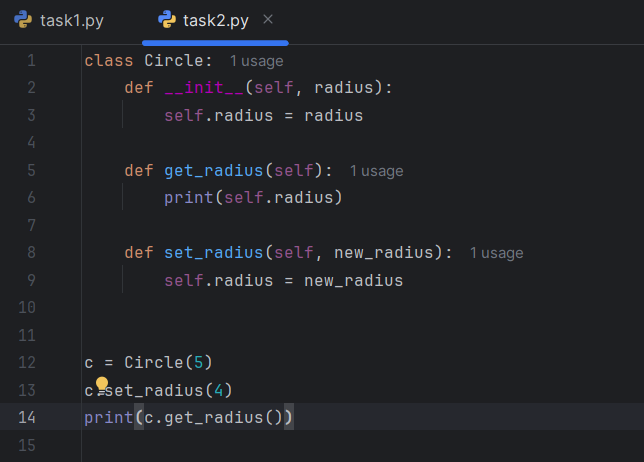 task1.py task2.py ×
1 class Circle: 1 usage
2     def __init__(self, radius):
3         self.radius = radius
4
5     def get_radius(self): 1 usage
6         print(self.radius)
7
8     def set_radius(self, new_radius): 1 usage
9         self.radius = new_radius
10
11
12 c = Circle(5)
13 c.set_radius(4)
14 print(c.get_radius())
15